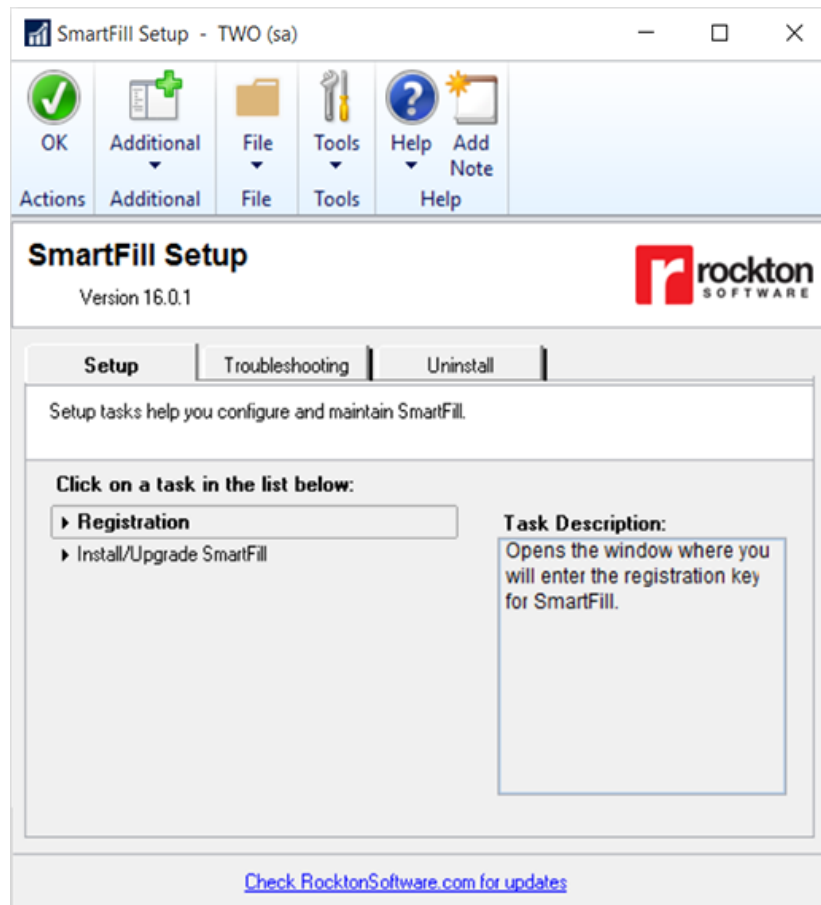 SmartFill Setup - TWO (sa)
OK Additional File Tools Help Add Note
Actions Additional File Tools Help
SmartFill Setup
Version 16.0.1
rockton
SOFTWARE
Setup Troubleshooting Uninstall
Setup tasks help you configure and maintain SmartFill.
Click on a task in the list below:
Registration
Install/Upgrade SmartFill
Task Description:
Opens the window where you
will enter the registration key
for SmartFill.
Check RocktonSoftware.com for updates